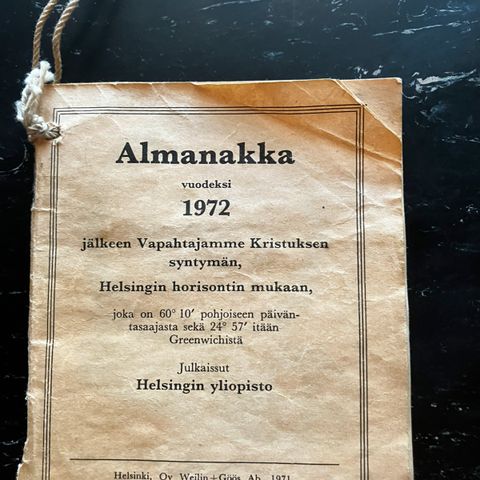 Almanakka
vuodeksi
1972
jälkeen Vapahtajamme Kristuksen
syntymän,
Helsingin horisontin mukaan,
joka on 60° 10′ pohjoiseen päivän-
tasaajasta sekä 24° 57′ itään
Greenwichistä
Julkaissut
Helsingin yliopisto
Helsinki, Oy Weilin+Göös Ab, 1971